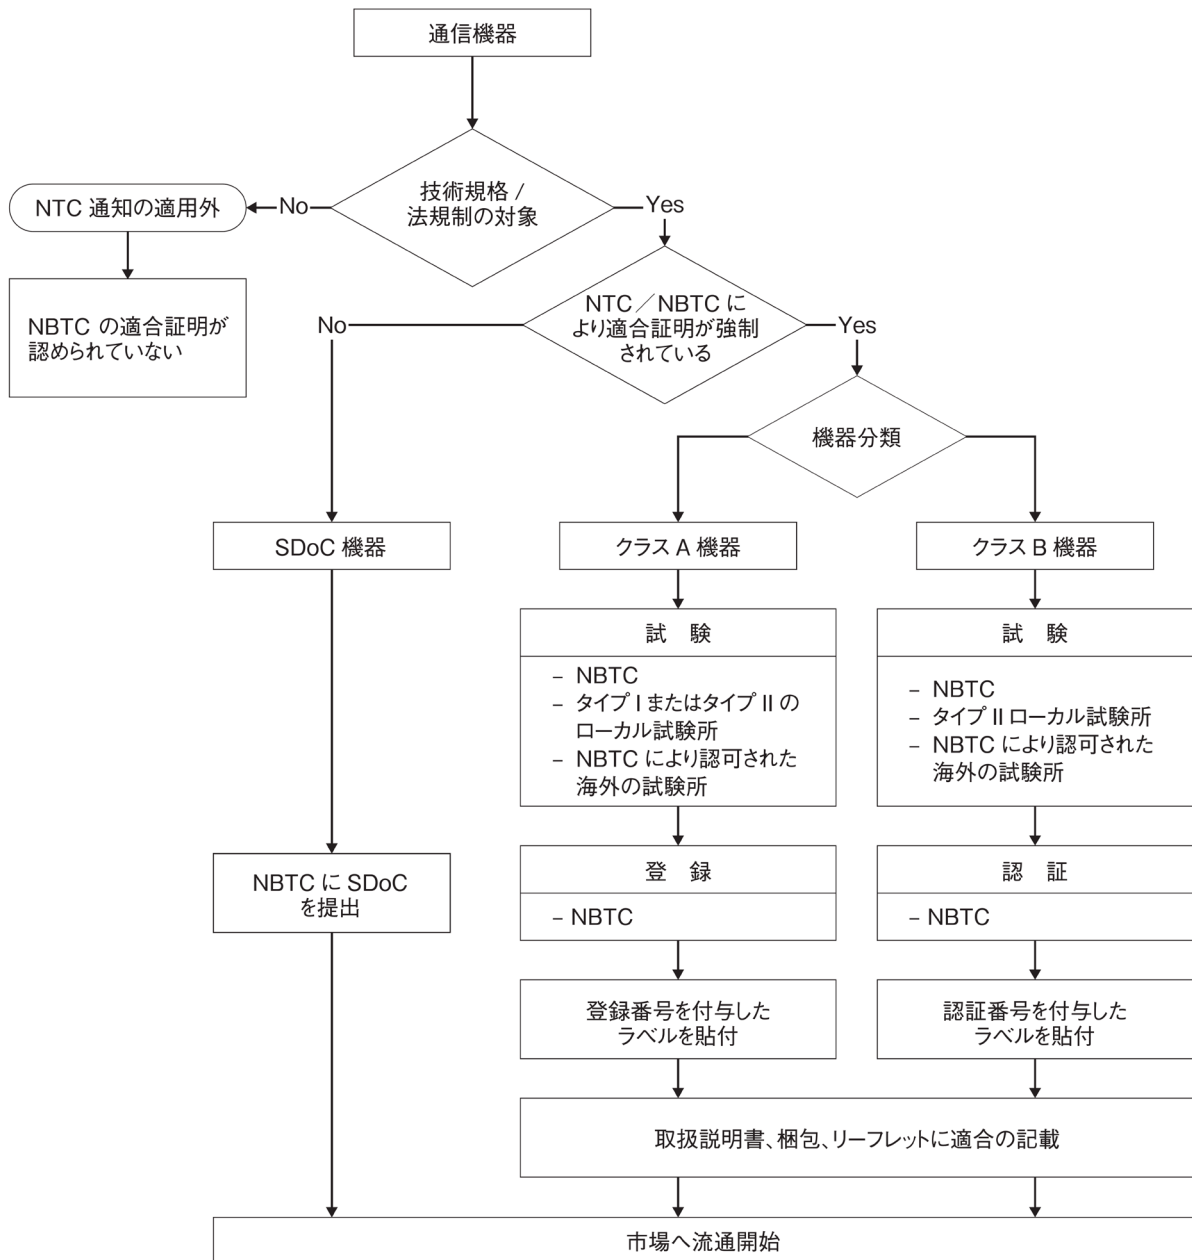 通信機器
技術規格 /
法規制の対象
No
Yes
NTC 通知の適用外
NBTC の適合証明が
認められていない
NTC／NBTC に
より適合証明が強制
されている
No
Yes
機器分類
SDoC 機器
クラス A 機器
クラス B 機器
試　験
– NBTC
– タイプ I またはタイプ II の
ローカル試験所
– NBTC により認可された
海外の試験所
試　験
– NBTC
– タイプ II ローカル試験所
– NBTC により認可された
海外の試験所
NBTC に SDoC
を提出
登　録
– NBTC
認　証
– NBTC
登録番号を付与した
ラベルを貼付
認証番号を付与した
ラベルを貼付
取扱説明書、梱包、リーフレットに適合の記載
市場へ流通開始